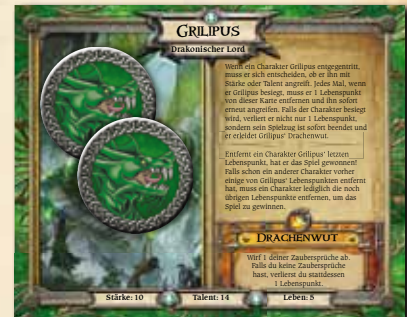 GRILIPUS
Drakonischer Lord
Wenn ein Charakter Grilipus entgegentritt,
muss er sich entscheiden, ob er ihn mit
Stärke oder Talent angreift. Jedes Mal, wenn
er Grilipus besiegt, muss er 1 Lebenspunkt
von dieser Karte entfernen und ihn sofort
erneut angreifen. Falls der Charakter besiegt
wird, verliert er nicht nur 1 Lebenspunkt,
sondern sein Spielzug ist sofort beendet und
er erleidet Grilipus' Drachenwut.
Entfernt ein Charakter Grilipus' letzten
Lebenspunkt, hat er das Spiel gewonnen!
Falls schon ein anderer Charakter vorher
einige von Grilipus' Lebenspunkten entfernt
hat, muss ein Charakter lediglich die noch
übrigen Lebenspunkte entfernen, um das
Spiel zu gewinnen.
DRACHENWUT
Wirf 1 deiner Zaubersprüche ab.
Falls du keine Zaubersprüche
hast, verlierst du stattdessen
1 Lebenspunkt.
Stärke: 10 Talent: 14 Leben: 5